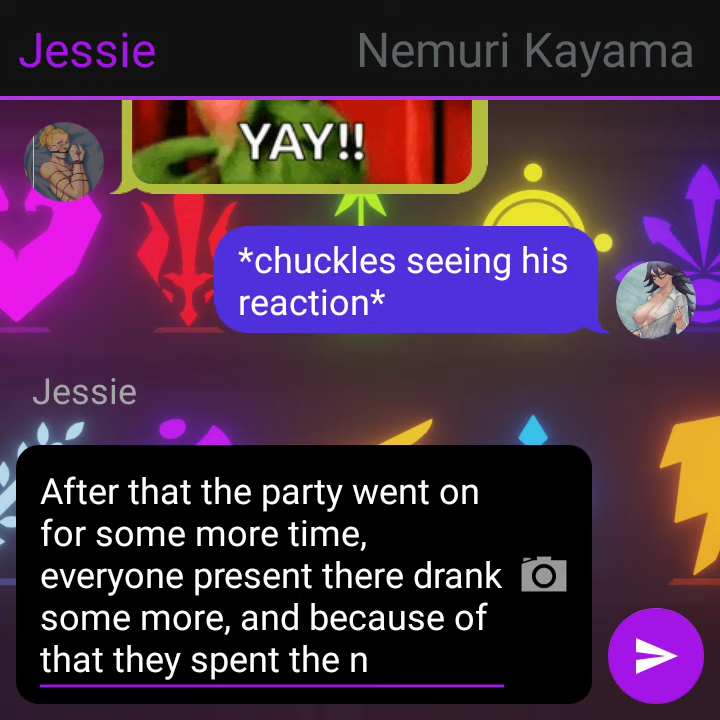 Jessie Nemuri Kayama
YAY!!
*chuckles seeing his
reaction*
Jessie
After that the party went on
for some more time,
everyone present there drank
some more, and because of
that they spent the n